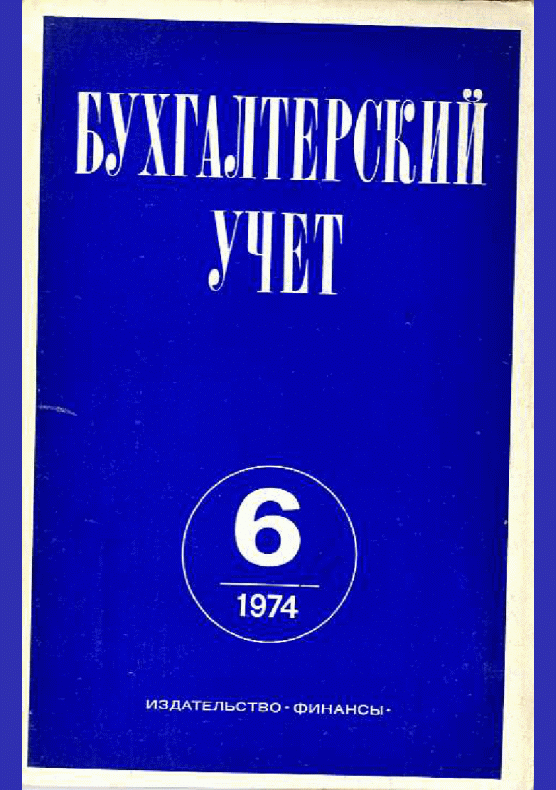 БУХГАЛТЕРСКИЙ
УЧЕТ
6
1974
ИЗДАТЕЛЬСТВО - ФИНАНСЫ -